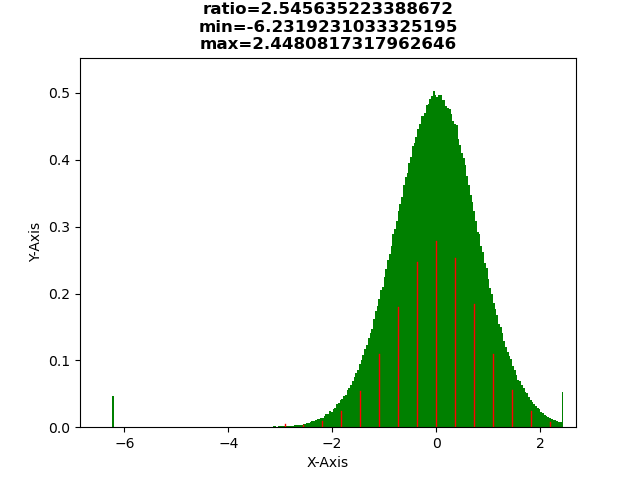 ratio=2.545635223388672
min=-6.2319231033325195
max=2.4480817317962646
0.5
0.4
0.3
0.2
0.1
0.0
Y-Axis
−6 −4 −2 0 2
X-Axis